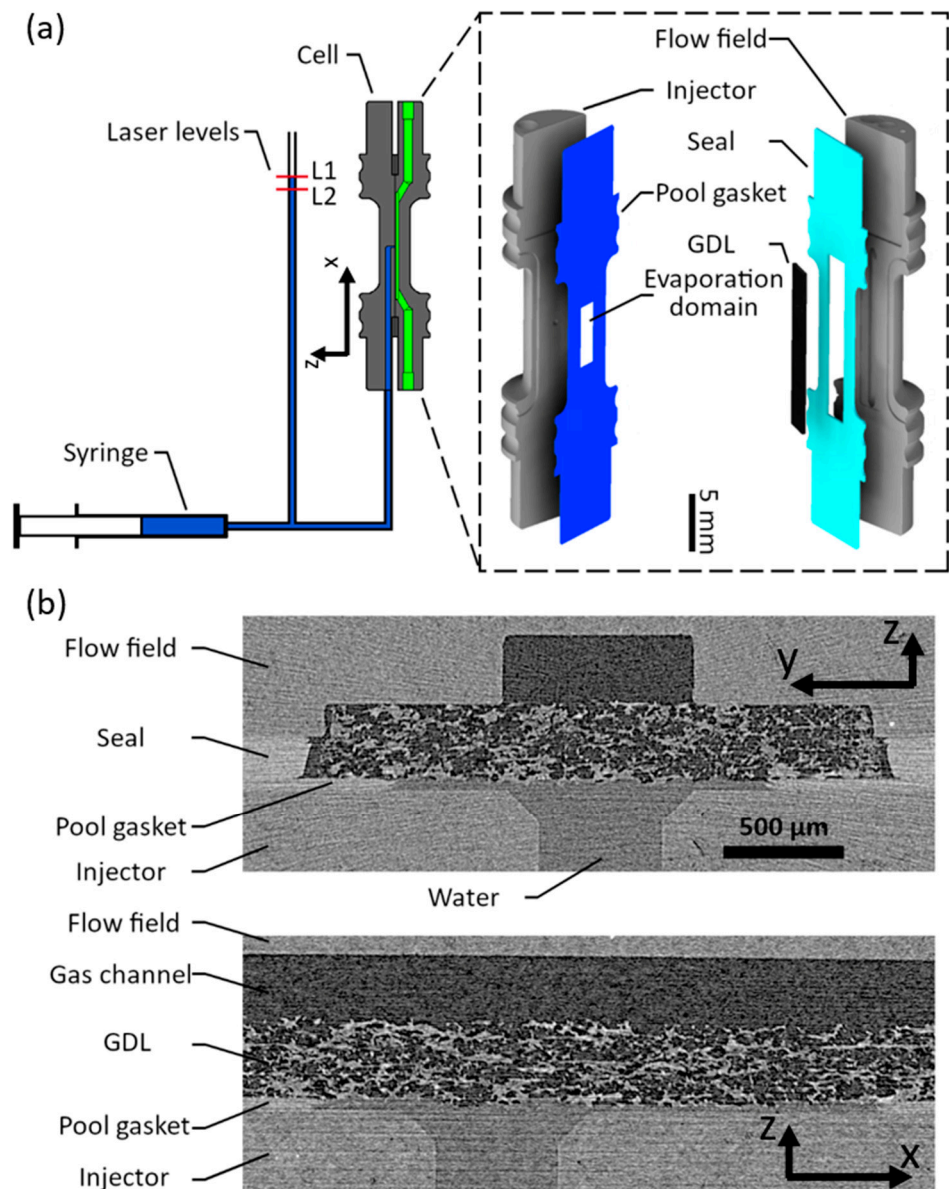 (a)
Cell
Laser levels
L1
L2
x
z
Syringe
Flow field
Injector
Seal
Pool gasket
GDL
Evaporation
domain
5 mm
(b)
Flow field
Seal
Pool gasket
Injector
Water
500 µm
z
y
Flow field
Gas channel
GDL
Pool gasket
Injector
z
x